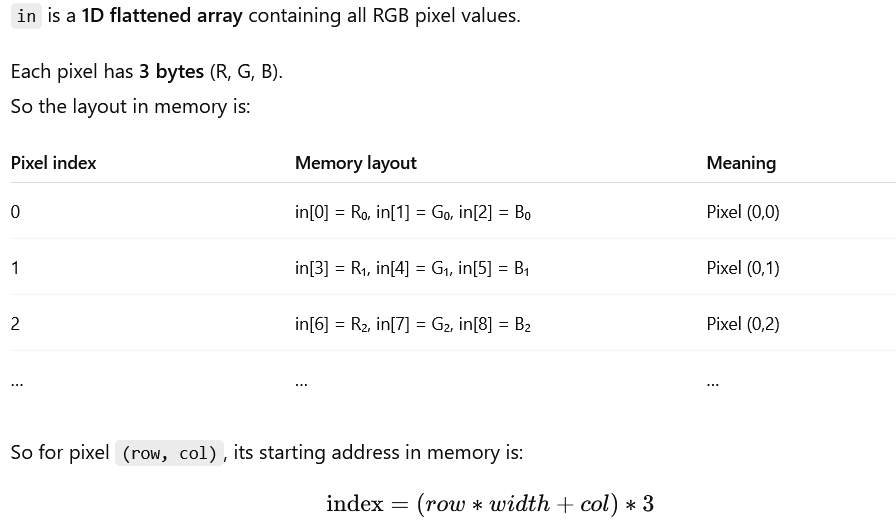 in is a 1D flattened array containing all RGB pixel values.
Each pixel has 3 bytes (R, G, B).
So the layout in memory is:
Pixel index Memory layout Meaning
0 in[0] = R₀, in[1] = G₀, in[2] = B₀ Pixel (0,0)
1 in[3] = R₁, in[4] = G₁, in[5] = B₁ Pixel (0,1)
2 in[6] = R₂, in[7] = G₂, in[8] = B₂ Pixel (0,2)
... ... ...
So for pixel (row, col), its starting address in memory is:
index = (row ∗ width + col) ∗ 3